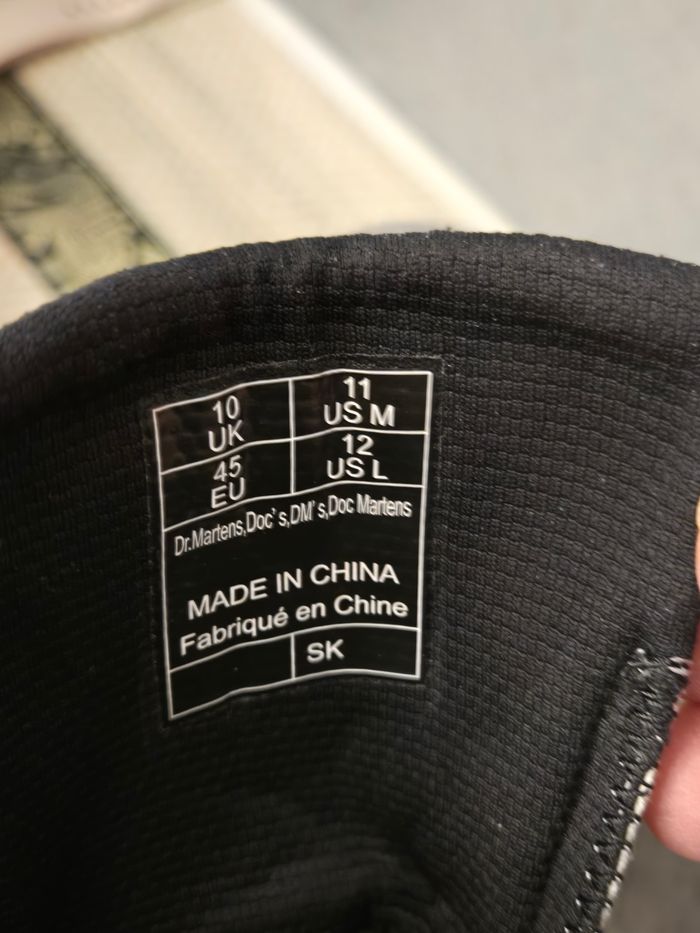 10
UK
11
US M
45
EU
12
US L
Dr.Martens,Doc's,DM's,Doc Martens
MADE IN CHINA
Fabriqué en Chine
SK